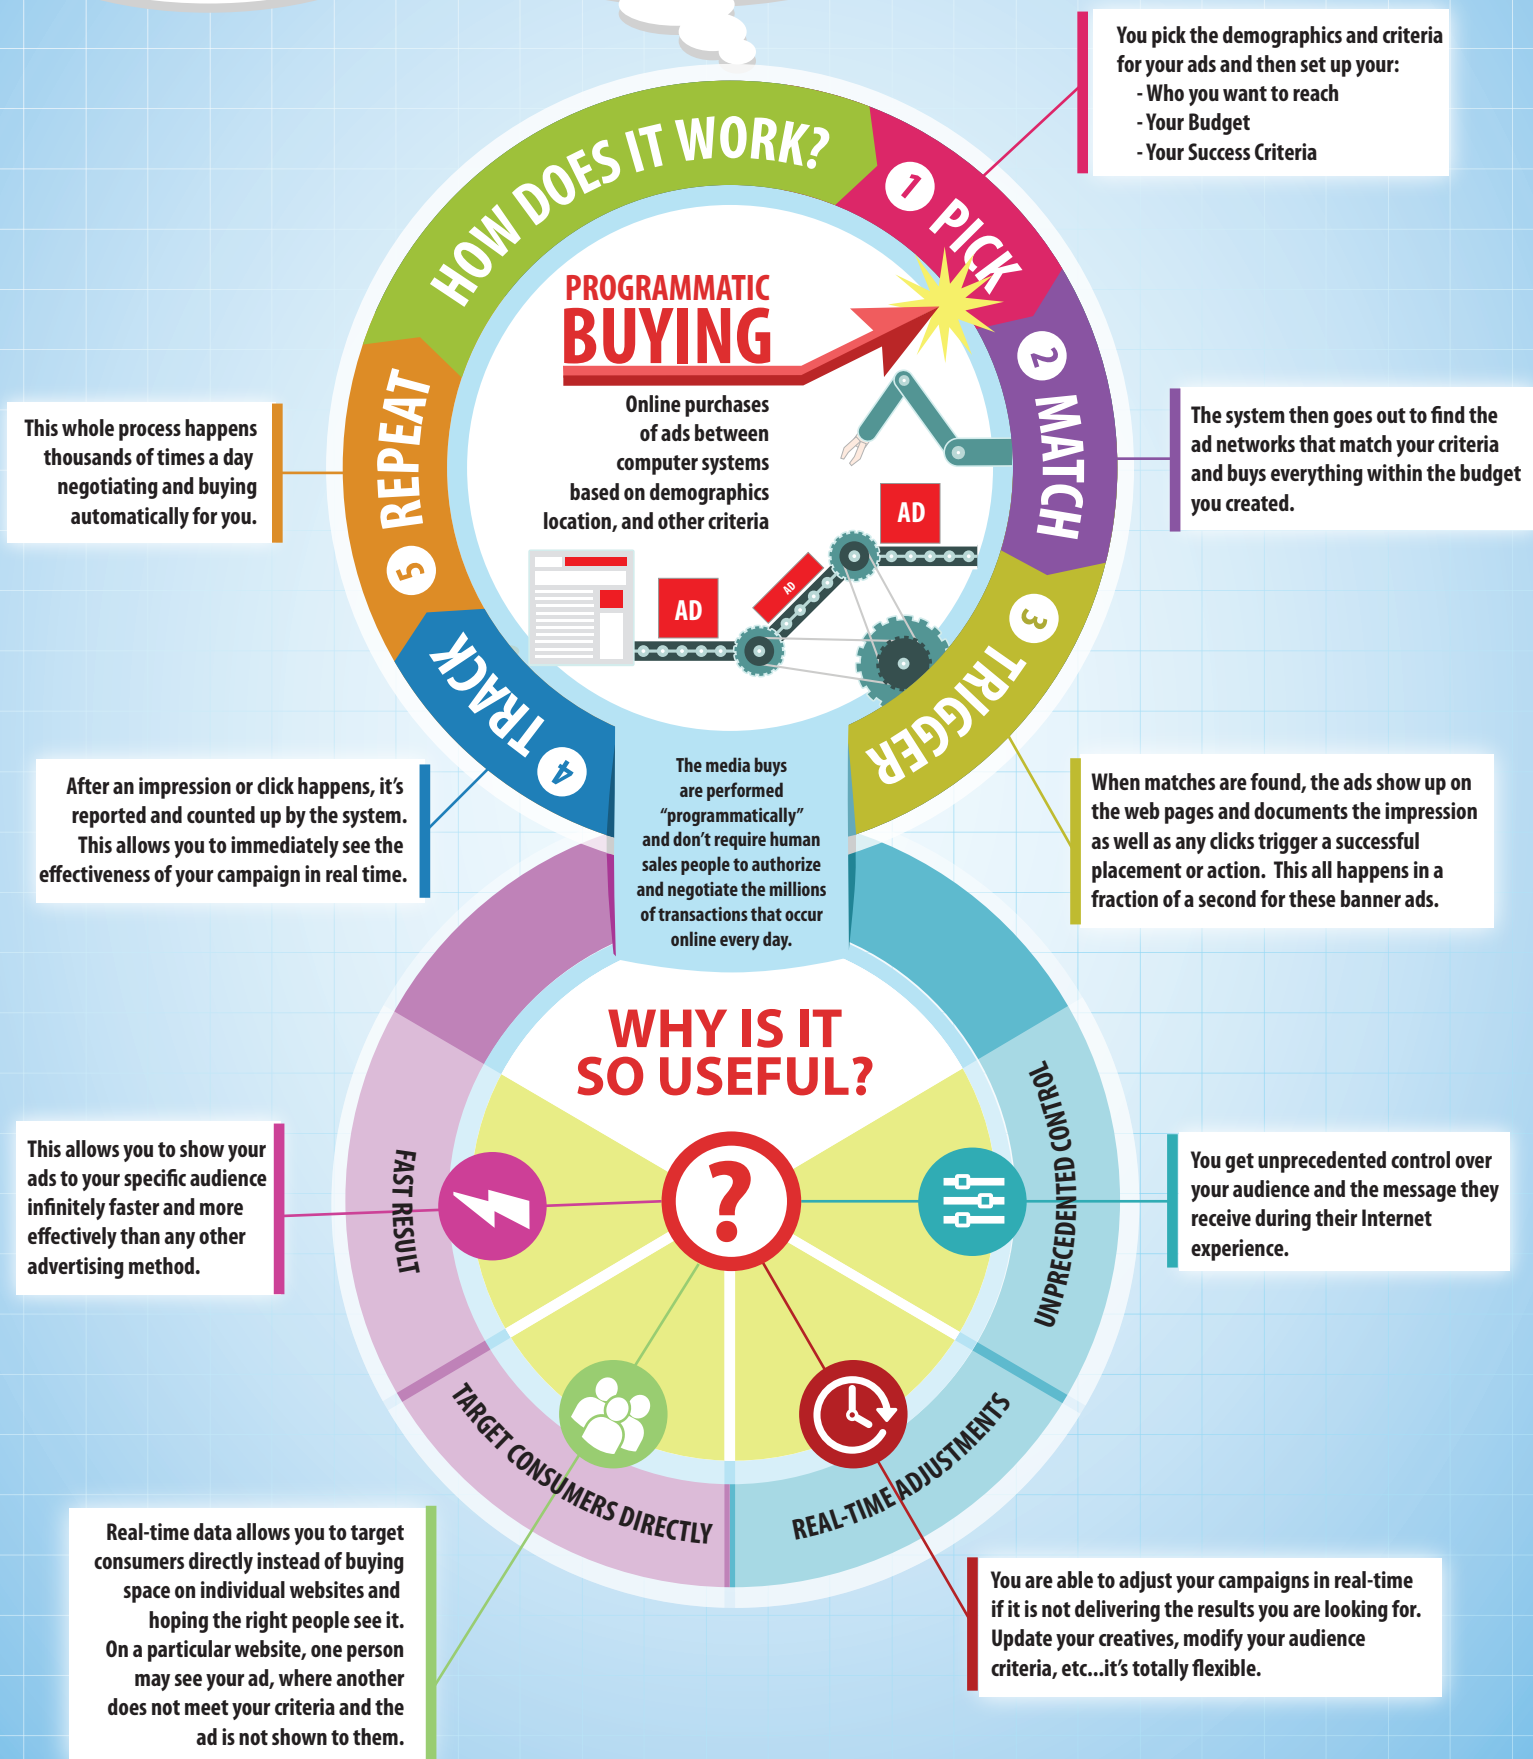 HOW DOES IT WORK?
1 PICK
You pick the demographics and criteria
for your ads and then set up your:
- Who you want to reach
- Your Budget
- Your Success Criteria
2 MATCH
The system then goes out to find the
ad networks that match your criteria
and buys everything within the budget
you created.
3 TRIGGER
When matches are found, the ads show up on
the web pages and documents the impression
as well as any clicks trigger a successful
placement or action. This all happens in a
fraction of a second for these banner ads.
4 TRACK
After an impression or click happens, it's
reported and counted up by the system.
This allows you to immediately see the
effectiveness of your campaign in real time.
5 REPEAT
This whole process happens
thousands of times a day
negotiating and buying
automatically for you.
PROGRAMMATIC
BUYING
Online purchases
of ads between
computer systems
based on demographics
location, and other criteria
AD
AD
AD
The media buys
are performed
“programmatically”
and don't require human
sales people to authorize
and negotiate the millions
of transactions that occur
online every day.
WHY IS IT
SO USEFUL?
?
FAST RESULT
This allows you to show your
ads to your specific audience
infinitely faster and more
effectively than any other
advertising method.
UNPRECEDENTED CONTROL
You get unprecedented control over
your audience and the message they
receive during their Internet
experience.
TARGET CONSUMERS DIRECTLY
Real-time data allows you to target
consumers directly instead of buying
space on individual websites and
hoping the right people see it.
On a particular website, one person
may see your ad, where another
does not meet your criteria and the
ad is not shown to them.
REAL-TIME ADJUSTMENTS
You are able to adjust your campaigns in real-time
if it is not delivering the results you are looking for.
Update your creatives, modify your audience
criteria, etc...it's totally flexible.